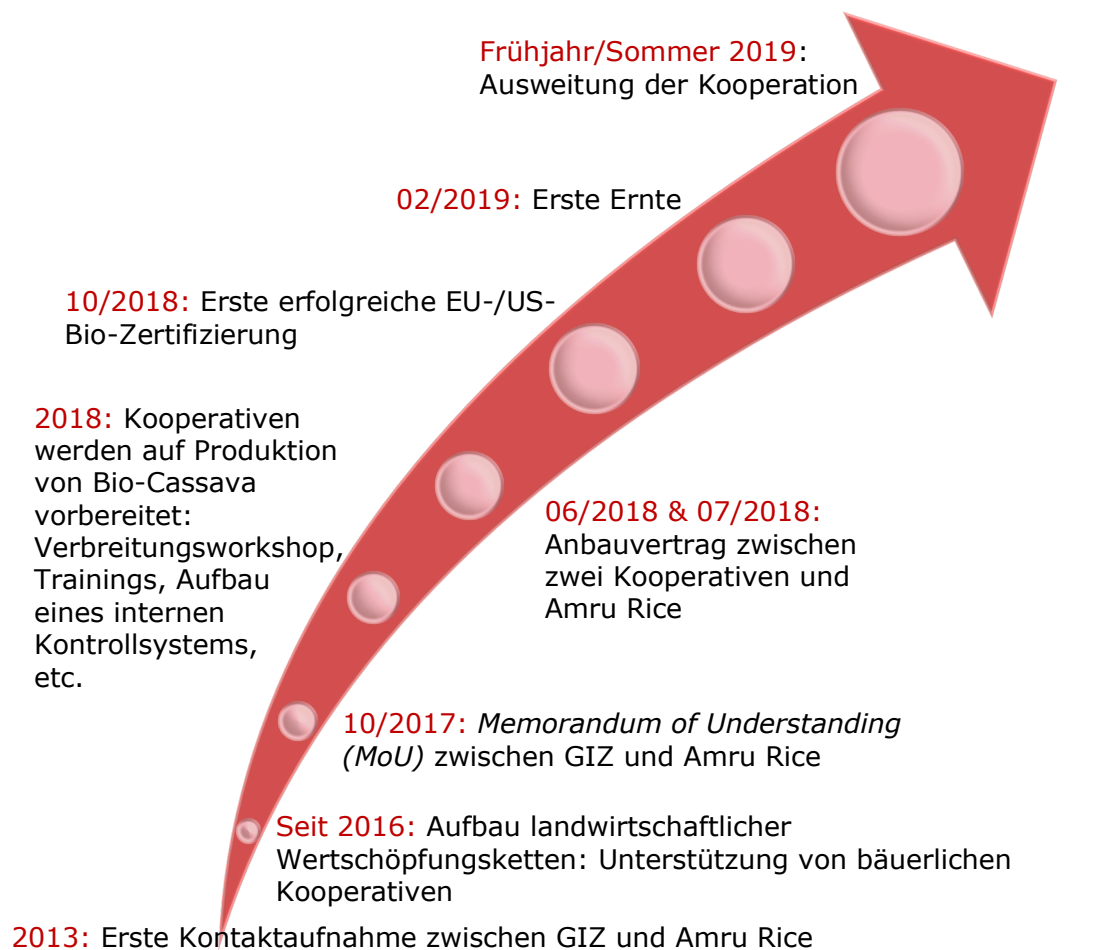 Frühjahr/Sommer 2019:
Ausweitung der Kooperation
02/2019: Erste Ernte
10/2018: Erste erfolgreiche EU-/US-
Bio-Zertifizierung
2018: Kooperativen
werden auf Produktion
von Bio-Cassava
vorbereitet:
Verbreitungsworkshop,
Trainings, Aufbau
eines internen
Kontrollsystems,
etc.
06/2018 & 07/2018:
Anbauvertrag zwischen
zwei Kooperativen und
Amru Rice
10/2017: Memorandum of Understanding
(MoU) zwischen GIZ und Amru Rice
Seit 2016: Aufbau landwirtschaftlicher
Wertschöpfungsketten: Unterstützung von bäuerlichen
Kooperativen
2013: Erste Kontaktaufnahme zwischen GIZ und Amru Rice